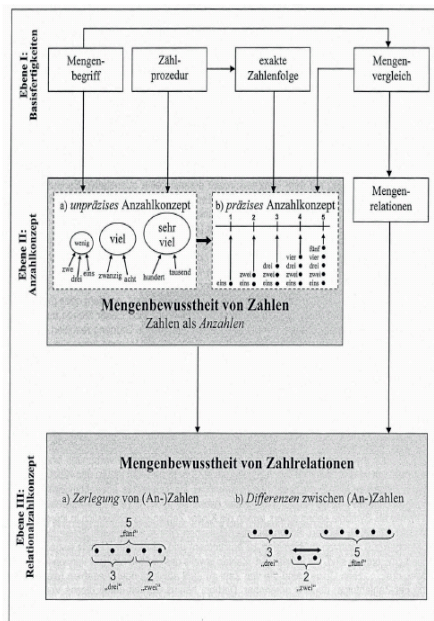 Ebene I:
Basisfertigkeiten
Mengen-
begriff
Zähl-
prozedur
exakte
Zahlenfolge
Mengen-
vergleich
Ebene II:
Anzahlkonzept
a) unpräzises Anzahlkonzept
wenig
viel
sehr
viel
zwei
drei
eins
zwanzig
acht
hundert
tausend
b) präzises Anzahlkonzept
1 2 3 4 5
fünf
vier vier
drei drei drei
zwei zwei zwei zwei
eins eins eins eins eins
Mengenbewusstheit von Zahlen
Zahlen als Anzahlen
Mengen-
relationen
Ebene III:
Relationalzahlkonzept
Mengenbewusstheit von Zahlrelationen
a) Zerlegung von (An-)Zahlen
5
„fünf“
3 2
„drei“ „zwei“
b) Differenzen zwischen (An-)Zahlen
3 5
„drei“ „fünf“
2
„zwei“